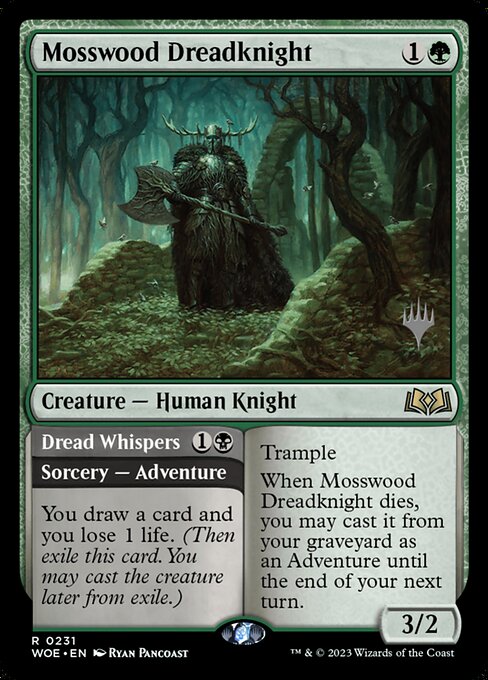 Mosswood Dreadknight 1
Creature — Human Knight
Dread Whispers 1
Sorcery — Adventure
You draw a card and
you lose 1 life. (Then
exile this card. You
may cast the creature
later from exile.)
Trample
When Mosswood
Dreadknight dies,
you may cast it from
your graveyard as
an Adventure until
the end of your next
turn.
3/2
R 0231
WOE • EN Ryan Pancoast
™ & © 2023 Wizards of the Coast